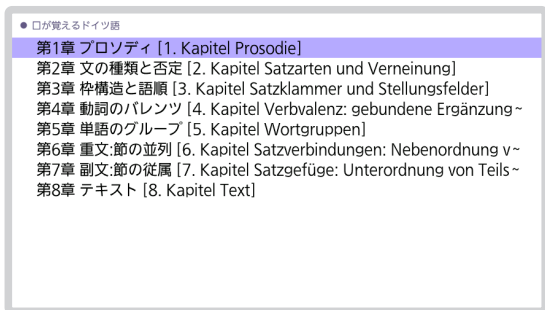 ● 口が覚えるドイツ語
第1章 プロソディ [1. Kapitel Prosodie]
第2章 文の種類と否定 [2. Kapitel Satzarten und Verneinung]
第3章 枠構造と語順 [3. Kapitel Satzklammer und Stellungsfelder]
第4章 動詞のバレンツ [4. Kapitel Verbvalenz: gebundene Ergänzung~
第5章 単語のグループ [5. Kapitel Wortgruppen]
第6章 重文:節の並列 [6. Kapitel Satzverbindungen: Nebenordnung v~
第7章 副文:節の従属 [7. Kapitel Satzgefüge: Unterordnung von Teils~
第8章 テキスト [8. Kapitel Text]